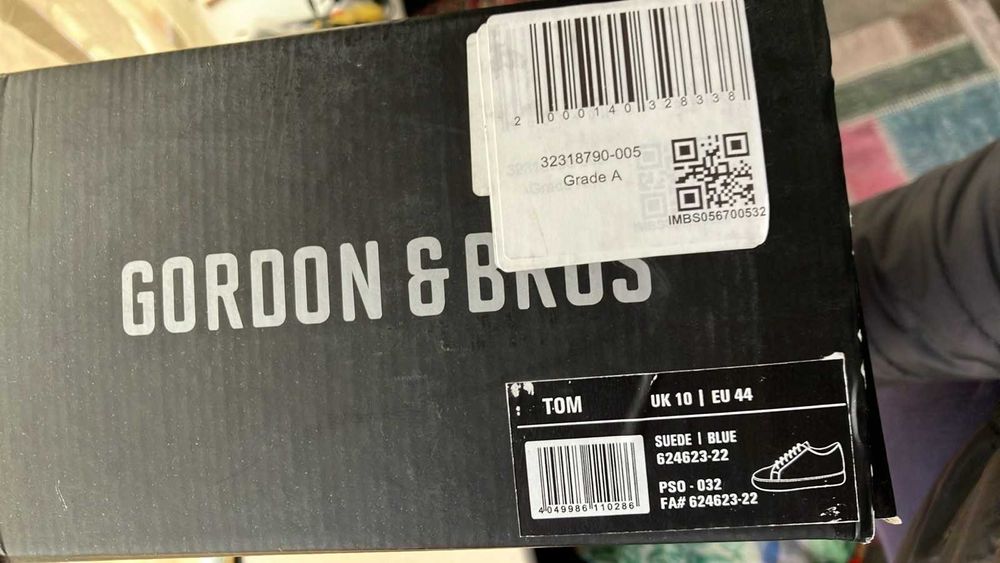 2 000140 328338
32318790-005
Grade A
IMBS056700532
GORDON & BROS
TOM
UK 10 | EU 44
SUEDE | BLUE
624623-22
PSO - 032
FA# 624623-22
4 049986 110286